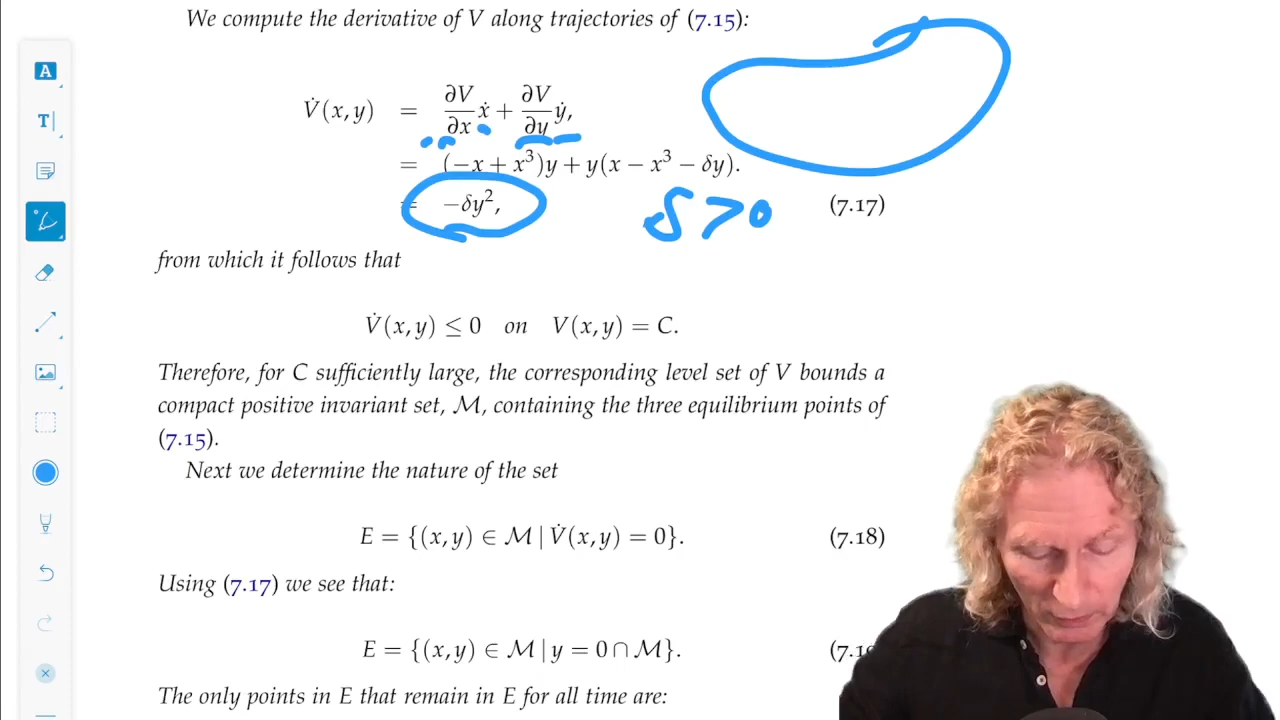 We compute the derivative of V along trajectories of (7.15):
V̇(x, y) = ∂V/∂x ẋ + ∂V/∂y ẏ,
= (−x + x³)y + y(x − x³ − δy).
= −δy², (7.17)
δ > 0
from which it follows that
V̇(x, y) ≤ 0 on V(x, y) = C.
Therefore, for C sufficiently large, the corresponding level set of V bounds a
compact positive invariant set, ℳ, containing the three equilibrium points of
(7.15).
Next we determine the nature of the set
E = {(x, y) ∈ ℳ | V̇(x, y) = 0}. (7.18)
Using (7.17) we see that:
E = {(x, y) ∈ ℳ | y = 0 ∩ ℳ}.
The only points in E that remain in E for all time are:
A
T